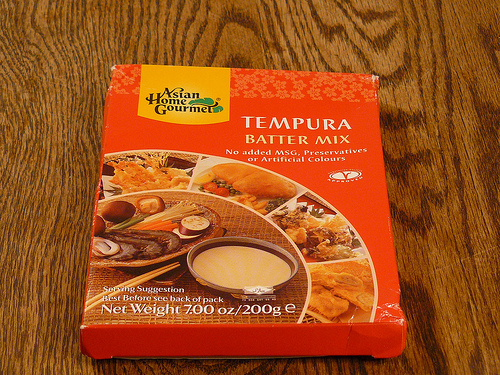 Asian
Home
Gourmet®
TEMPURA
BATTER MIX
No added MSG, Preservatives
or Artificial Colours
V
APPROVED
Serving Suggestion
Best Before see back of pack
Net Weight 7.00 oz/200g e